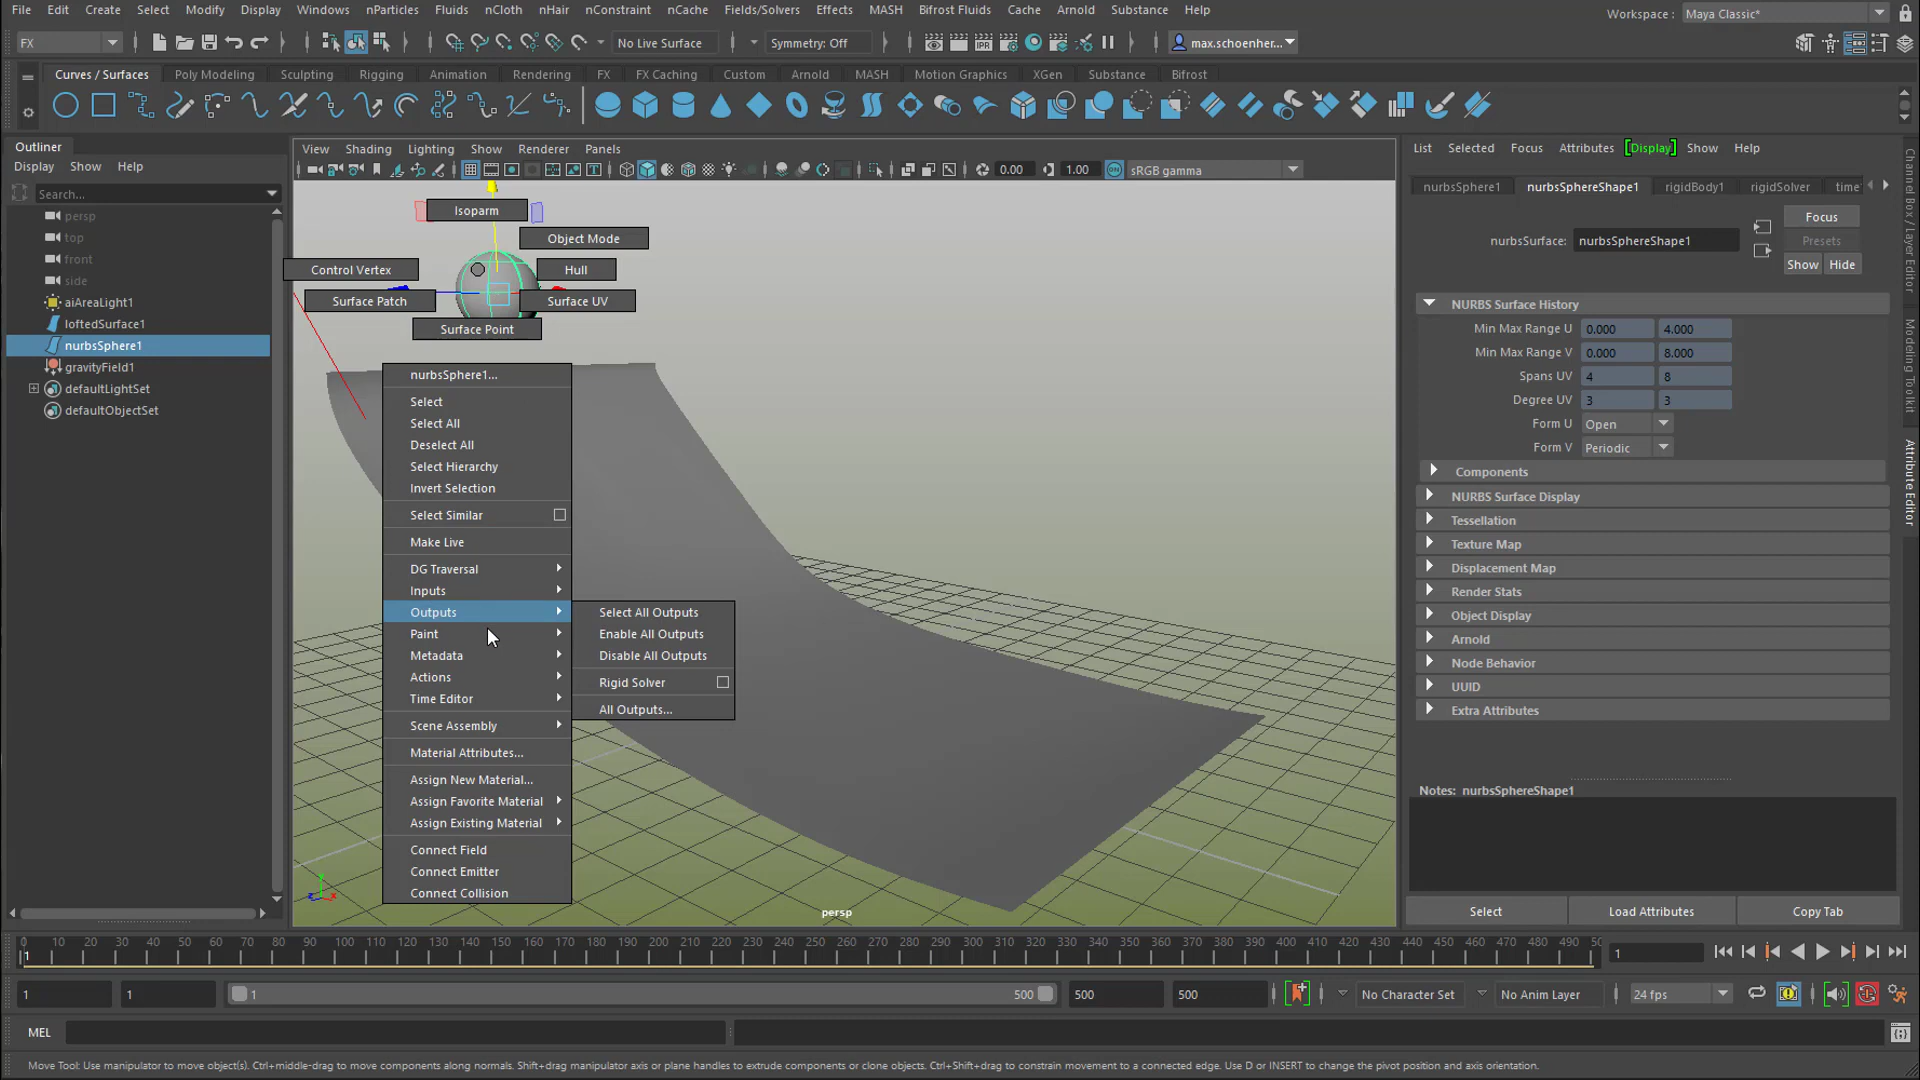 File Edit Create Select Modify Display Windows nParticles Fluids nCloth nHair nConstraint nCache Fields/Solvers Effects MASH Bifrost Fluids Cache Arnold Substance Help
Workspace : Maya Classic*
FX No Live Surface Symmetry: Off IPR max.schoenher...
Curves / Surfaces Poly Modeling Sculpting Rigging Animation Rendering FX FX Caching Custom Arnold MASH Motion Graphics XGen Substance Bifrost
Outliner
Display Show Help
Search...
persp
top
front
side
aiAreaLight1
loftedSurface1
nurbsSphere1
gravityField1
defaultLightSet
defaultObjectSet
View Shading Lighting Show Renderer Panels
0.00 1.00 sRGB gamma
Isoparm
Object Mode
Control Vertex Hull
Surface Patch Surface UV
Surface Point
nurbsSphere1...
Select
Select All
Deselect All
Select Hierarchy
Invert Selection
Select Similar
Make Live
DG Traversal
Inputs
Outputs
Paint
Metadata
Actions
Time Editor
Scene Assembly
Material Attributes...
Assign New Material...
Assign Favorite Material
Assign Existing Material
Connect Field
Connect Emitter
Connect Collision
Select All Outputs
Enable All Outputs
Disable All Outputs
Rigid Solver
All Outputs...
persp
List Selected Focus Attributes [Display] Show Help
nurbsSphere1 nurbsSphereShape1 rigidBody1 rigidSolver time
nurbsSurface: nurbsSphereShape1
Focus
Presets
Show Hide
NURBS Surface History
Min Max Range U 0.000 4.000
Min Max Range V 0.000 8.000
Spans UV 4 8
Degree UV 3 3
Form U Open
Form V Periodic
Components
NURBS Surface Display
Tessellation
Texture Map
Displacement Map
Render Stats
Object Display
Arnold
Node Behavior
UUID
Extra Attributes
Notes: nurbsSphereShape1
Select Load Attributes Copy Tab
Channel Box / Layer Editor
Modeling Toolkit
Attribute Editor
0 10 20 30 40 50 60 70 80 90 100 110 120 130 140 150 160 170 180 190 200 210 220 230 240 250 260 270 280 290 300 310 320 330 340 350 360 370 380 390 400 410 420 430 440 450 460 470 480 490 50
1 1
1 1 1 500 500 500 No Character Set No Anim Layer 24 fps
MEL
Move Tool: Use manipulator to move object(s). Ctrl+middle-drag to move components along normals. Shift+drag manipulator axis or plane handles to extrude components or clone objects. Ctrl+Shift+drag to constrain movement to a connected edge. Use D or INSERT to change the pivot position and axis orientation.